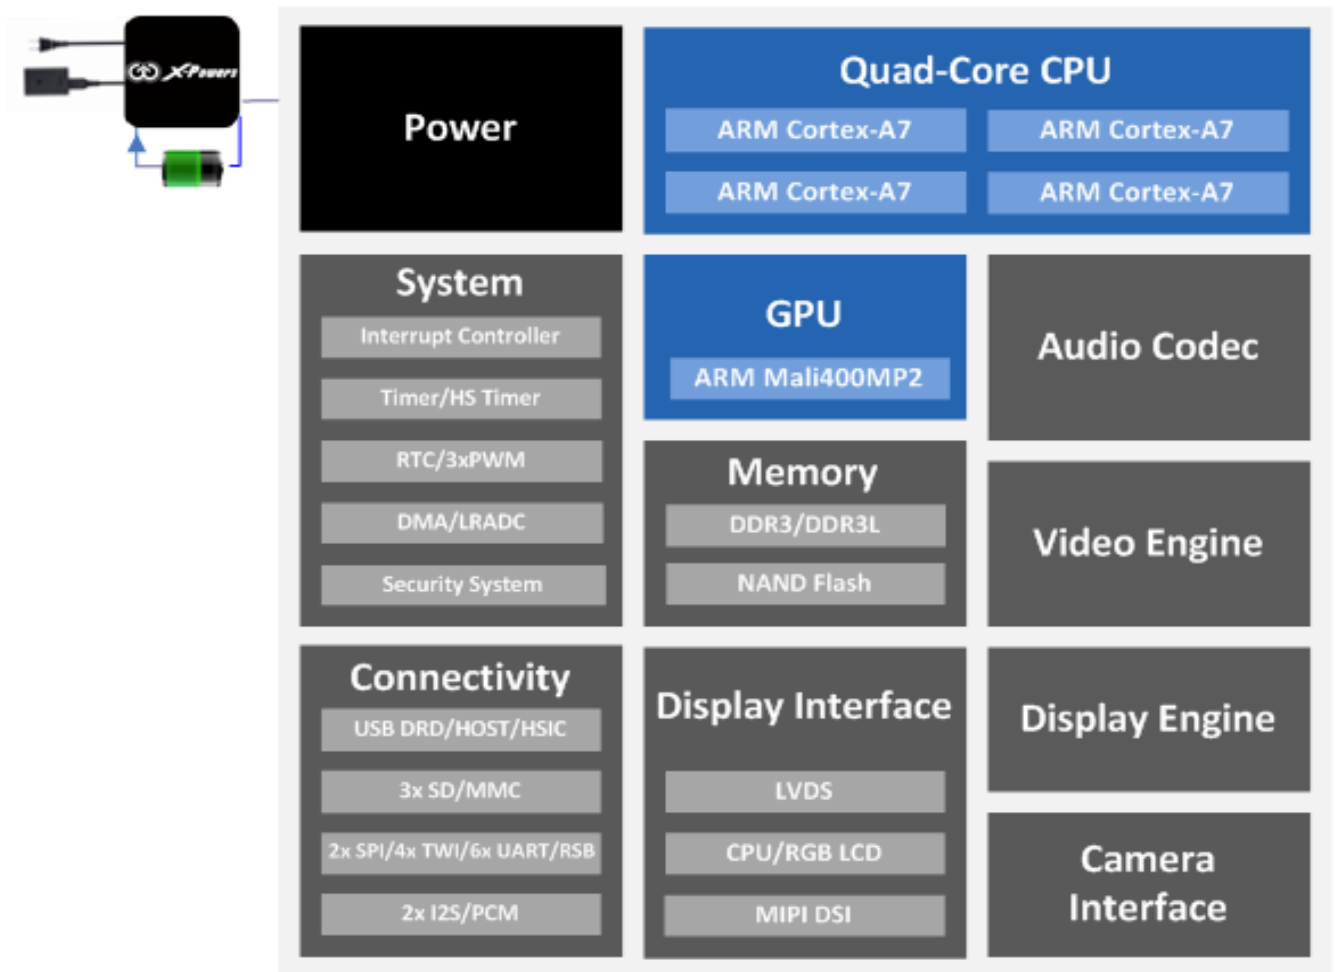 X-Powers
Power
Quad-Core CPU
ARM Cortex-A7
ARM Cortex-A7
ARM Cortex-A7
ARM Cortex-A7
System
Interrupt Controller
Timer/HS Timer
RTC/3xPWM
DMA/LRADC
Security System
GPU
ARM Mali400MP2
Audio Codec
Memory
DDR3/DDR3L
NAND Flash
Video Engine
Connectivity
USB DRD/HOST/HSIC
3x SD/MMC
2x SPI/4x TWI/6x UART/RSB
2x I2S/PCM
Display Interface
LVDS
CPU/RGB LCD
MIPI DSI
Display Engine
Camera
Interface